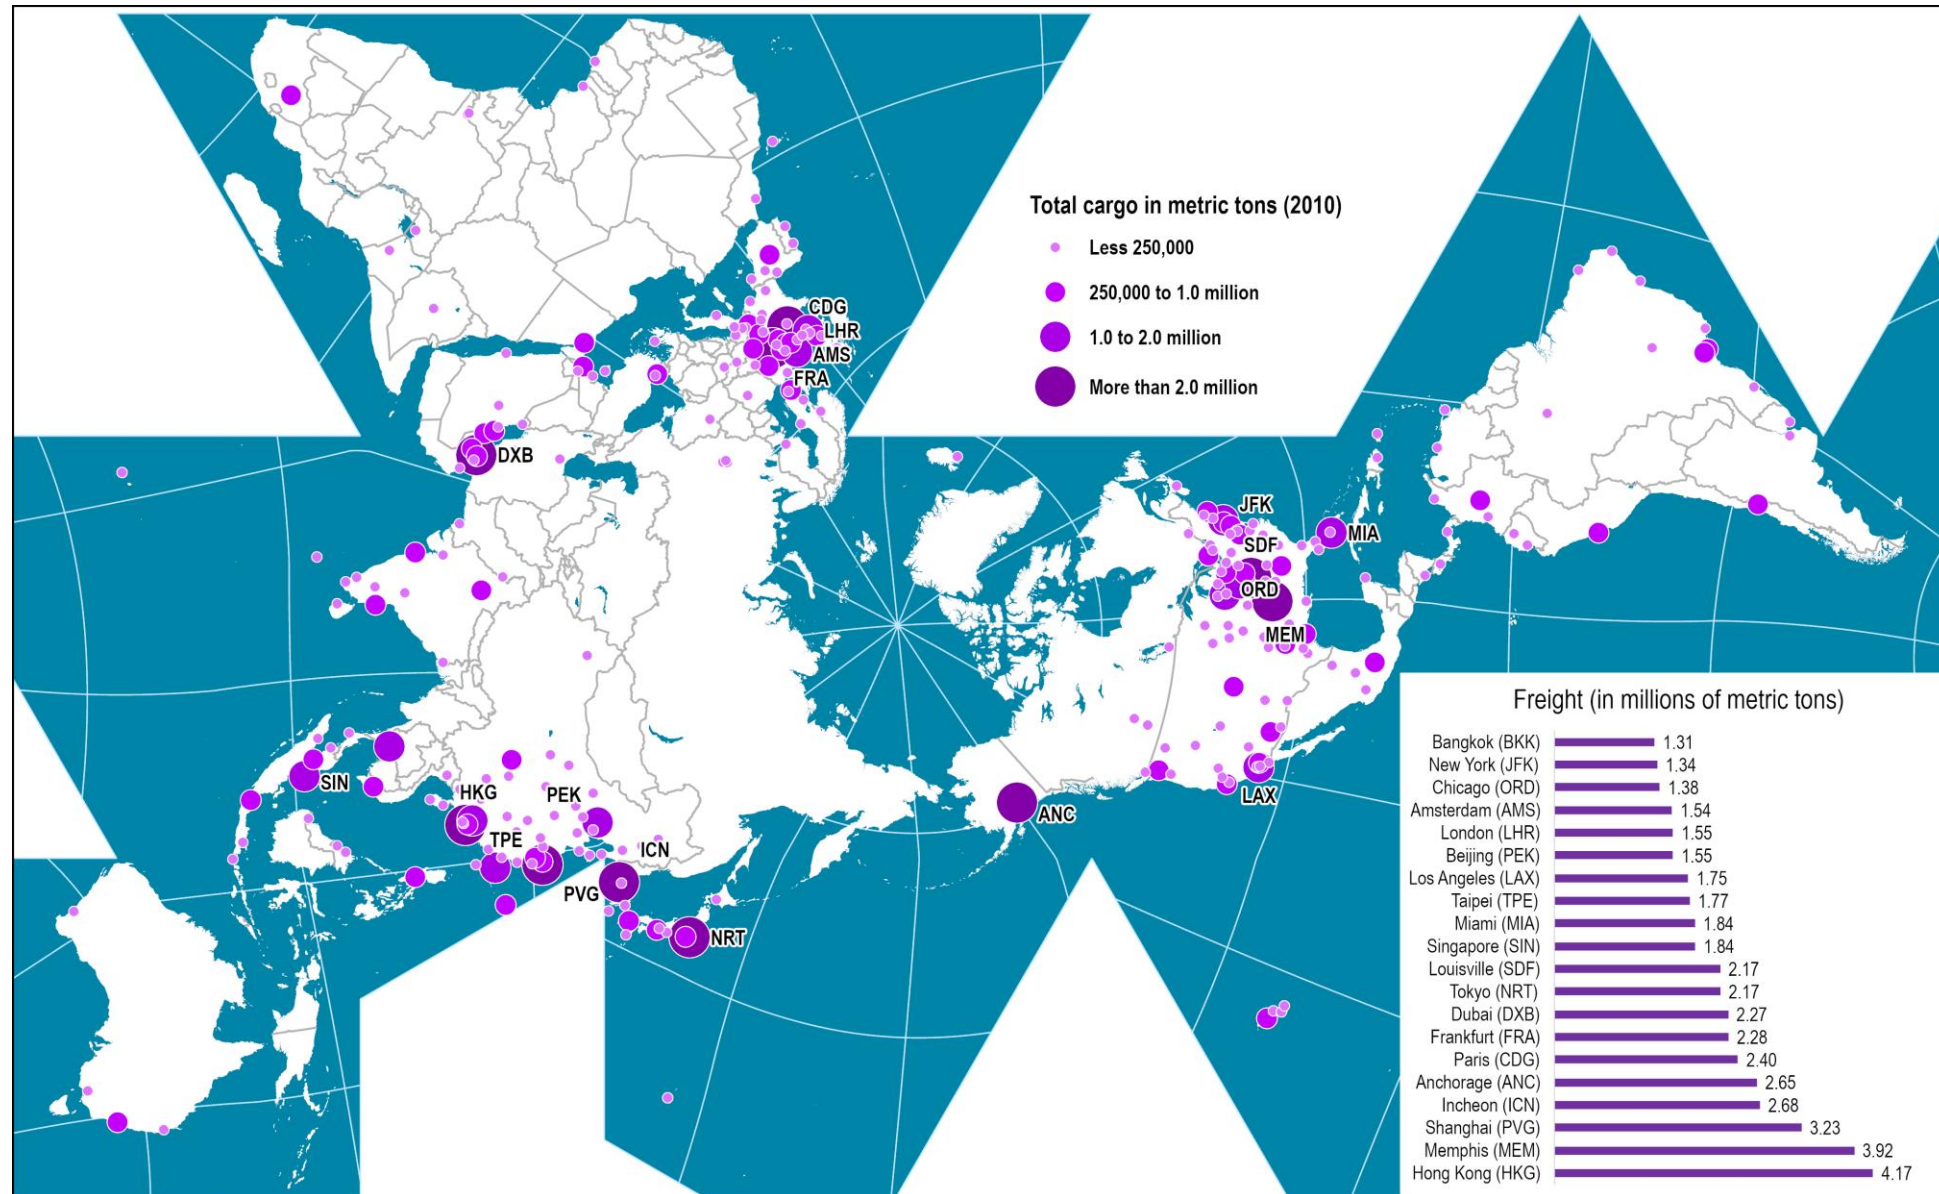 Total cargo in metric tons (2010)
Less 250,000
250,000 to 1.0 million
1.0 to 2.0 million
More than 2.0 million
CDG
LHR
AMS
FRA
DXB
JFK
MIA
SDF
ORD
MEM
SIN
HKG
PEK
LAX
ANC
TPE
ICN
PVG
NRT
Freight (in millions of metric tons)
Bangkok (BKK) 1.31
New York (JFK) 1.34
Chicago (ORD) 1.38
Amsterdam (AMS) 1.54
London (LHR) 1.55
Beijing (PEK) 1.55
Los Angeles (LAX) 1.75
Taipei (TPE) 1.77
Miami (MIA) 1.84
Singapore (SIN) 1.84
Louisville (SDF) 2.17
Tokyo (NRT) 2.17
Dubai (DXB) 2.27
Frankfurt (FRA) 2.28
Paris (CDG) 2.40
Anchorage (ANC) 2.65
Incheon (ICN) 2.68
Shanghai (PVG) 3.23
Memphis (MEM) 3.92
Hong Kong (HKG) 4.17